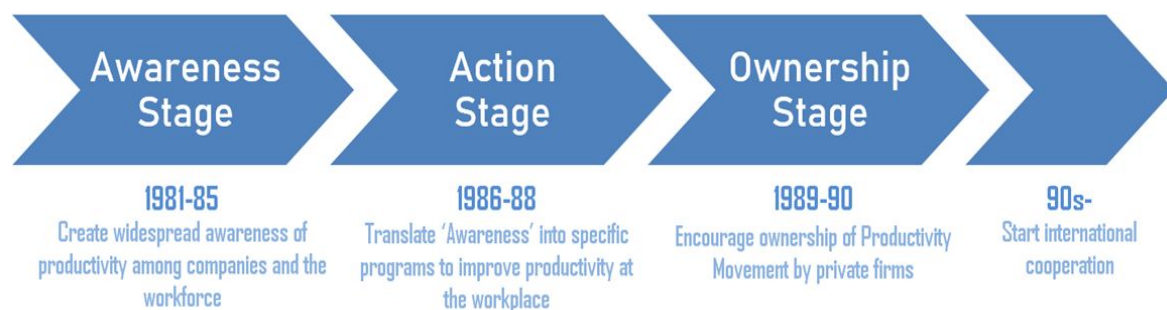 Awareness
Stage
Action
Stage
Ownership
Stage
1981-85
Create widespread awareness of
productivity among companies and the
workforce
1986-88
Translate ‘Awareness’ into specific
programs to improve productivity at
the workplace
1989-90
Encourage ownership of Productivity
Movement by private firms
90s-
Start international
cooperation